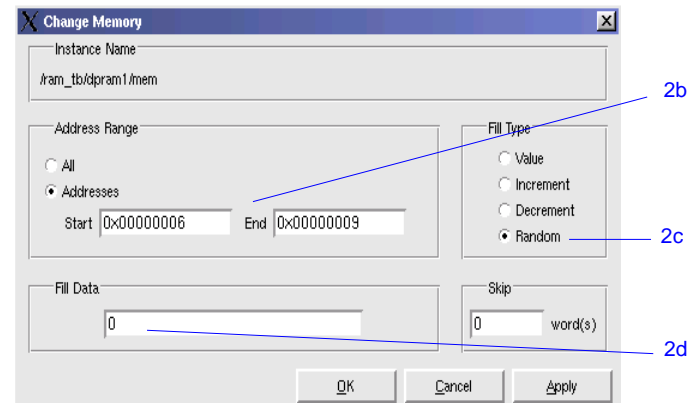 Change Memory
Instance Name
/ram_tb/dpram1/mem
2b
Address Range
All
Addresses
Start 0x00000006 End 0x00000009
Fill Type
Value
Increment
Decrement
Random
2c
Fill Data
0
Skip
0 word(s)
2d
OK Cancel Apply